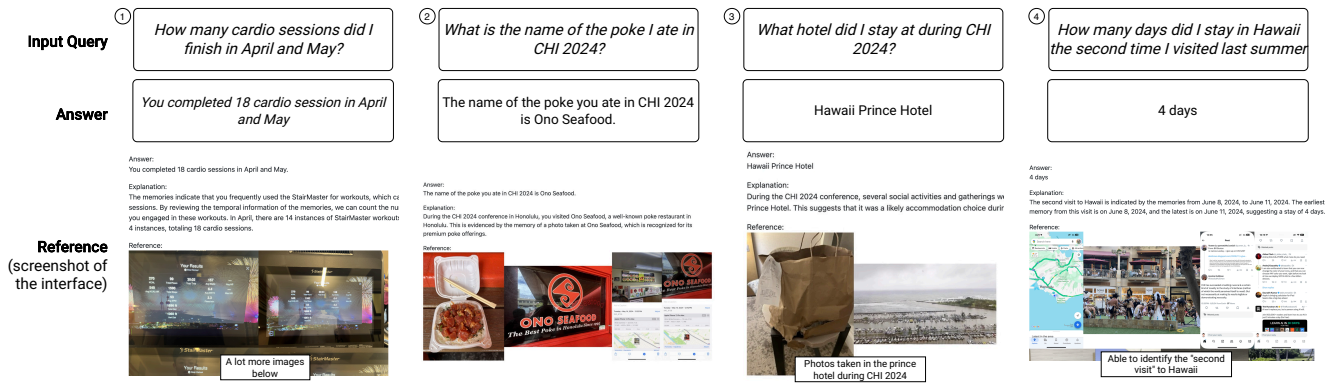 1
2
3
4
Input Query
How many cardio sessions did I
finish in April and May?
What is the name of the poke I ate in
CHI 2024?
What hotel did I stay at during CHI
2024?
How many days did I stay in Hawaii
the second time I visited last summer
Answer
You completed 18 cardio session in April
and May
The name of the poke you ate in CHI 2024
is Ono Seafood.
Hawaii Prince Hotel
4 days
Reference
(screenshot of
the interface)
Answer:
You completed 18 cardio sessions in April and May.
Explanation:
The memories indicate that you frequently used the StairMaster for workouts, which ca
sessions. By reviewing the temporal information of the memories, we can count the nu
you engaged in these workouts. In April, there are 14 instances of StairMaster workouts
4 instances, totaling 18 cardio sessions.
Reference:
Your Results
Your Results
StairMaster
StairMaster
Your Results
A lot more images
below
Answer:
The name of the poke you ate in CHI 2024 is Ono Seafood.
Explanation:
During the CHI 2024 conference in Honolulu, you visited Ono Seafood, a well-known poke restaurant in
Honolulu. This is evidenced by the memory of a photo taken at Ono Seafood, which is recognized for its
premium poke offerings.
Reference:
ONO SEAFOOD
The Best Poke in Honolulu
ONO SEAFOOD
Answer:
Hawaii Prince Hotel
Explanation:
During the CHI 2024 conference, several social activities and gatherings w
Prince Hotel. This suggests that it was a likely accommodation choice durin
Reference:
Photos taken in the prince
hotel during CHI 2024
Answer:
4 days
Explanation:
The second visit to Hawaii is indicated by the memories from June 8, 2024, to June 11, 2024. The earliest
memory from this visit is on June 8, 2024, and the latest is on June 11, 2024, suggesting a stay of 4 days.
Reference:
Able to identify the "second
visit" to Hawaii